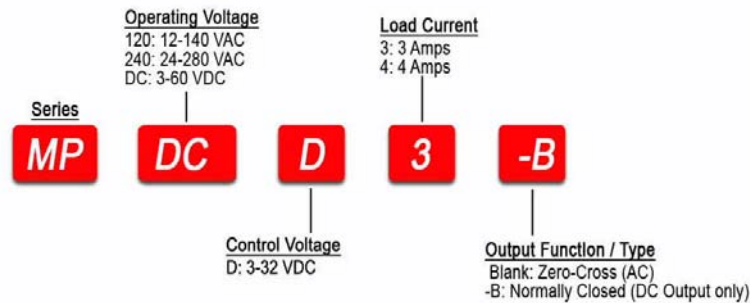 Operating Voltage
120: 12-140 VAC
240: 24-280 VAC
DC: 3-60 VDC
Load Current
3: 3 Amps
4: 4 Amps
Series
MP DC D 3 -B
Control Voltage
D: 3-32 VDC
Output Function / Type
Blank: Zero-Cross (AC)
-B: Normally Closed (DC Output only)